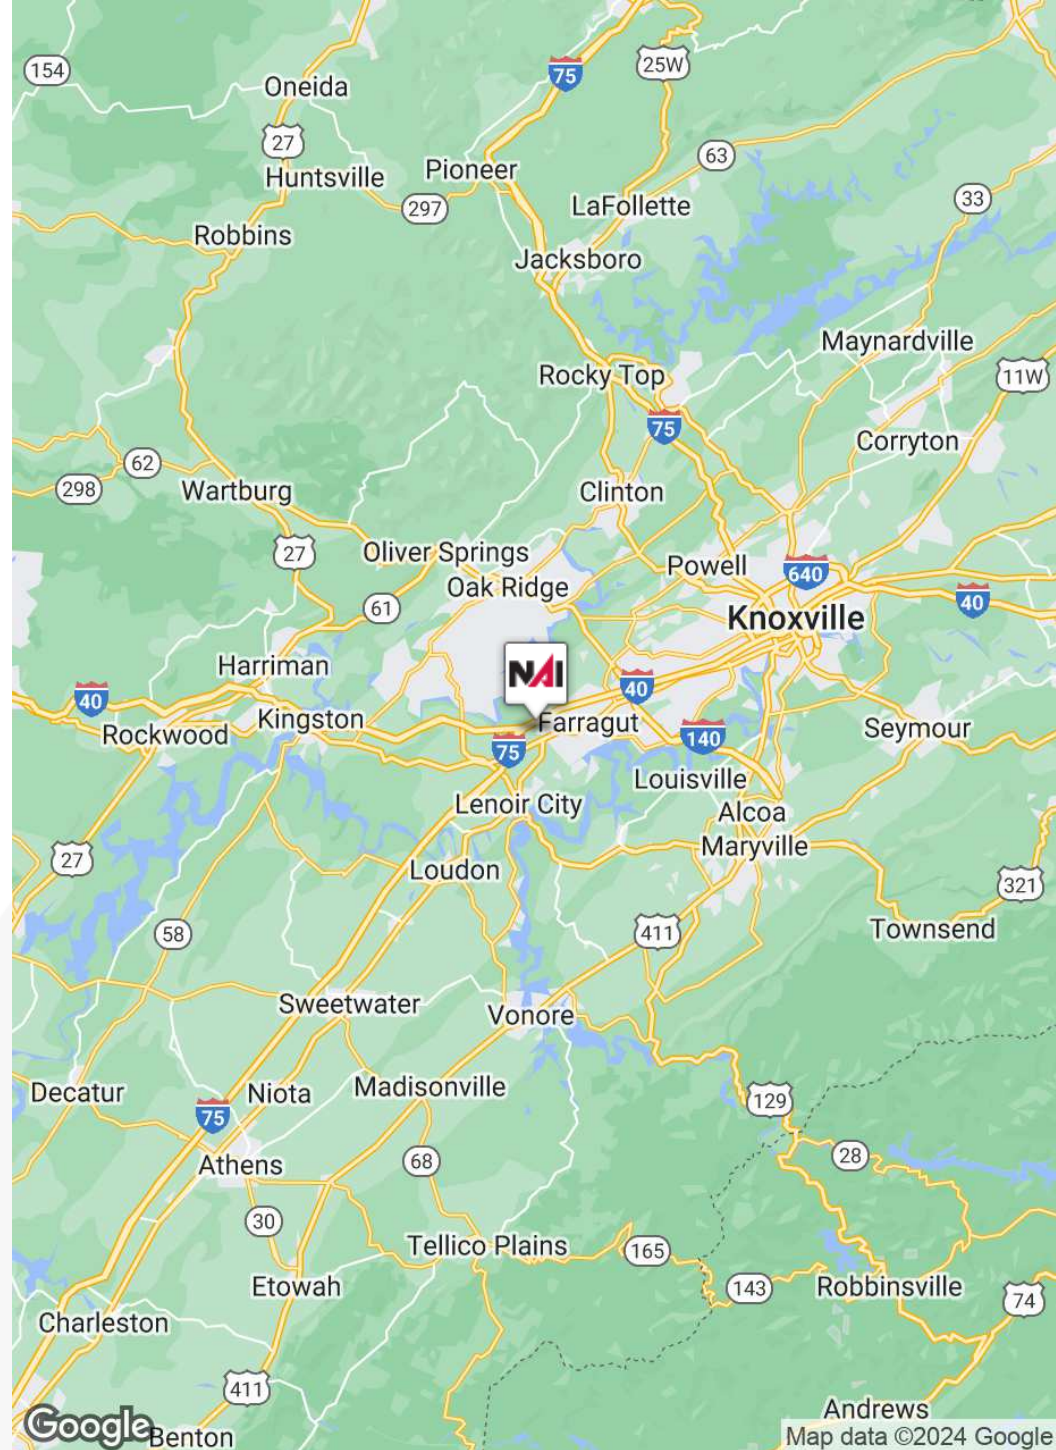 154
75
25W
Oneida
27
63
Pioneer
Huntsville
297
33
LaFollette
Robbins
Jacksboro
Maynardville
Rocky Top
11W
75
Corryton
62
298
Wartburg
Clinton
27
Oliver Springs
Powell
640
Oak Ridge
61
40
Knoxville
Harriman
NAI
40
40
Kingston
Farragut
Rockwood
75
140
Seymour
Louisville
Lenoir City
Alcoa
Maryville
27
Loudon
321
58
411
Townsend
Sweetwater
Vonore
Decatur
Niota
Madisonville
129
75
28
Athens
68
30
Tellico Plains
165
Etowah
143
Robbinsville
74
Charleston
411
Andrews
Google
Benton
Map data ©2024 Google